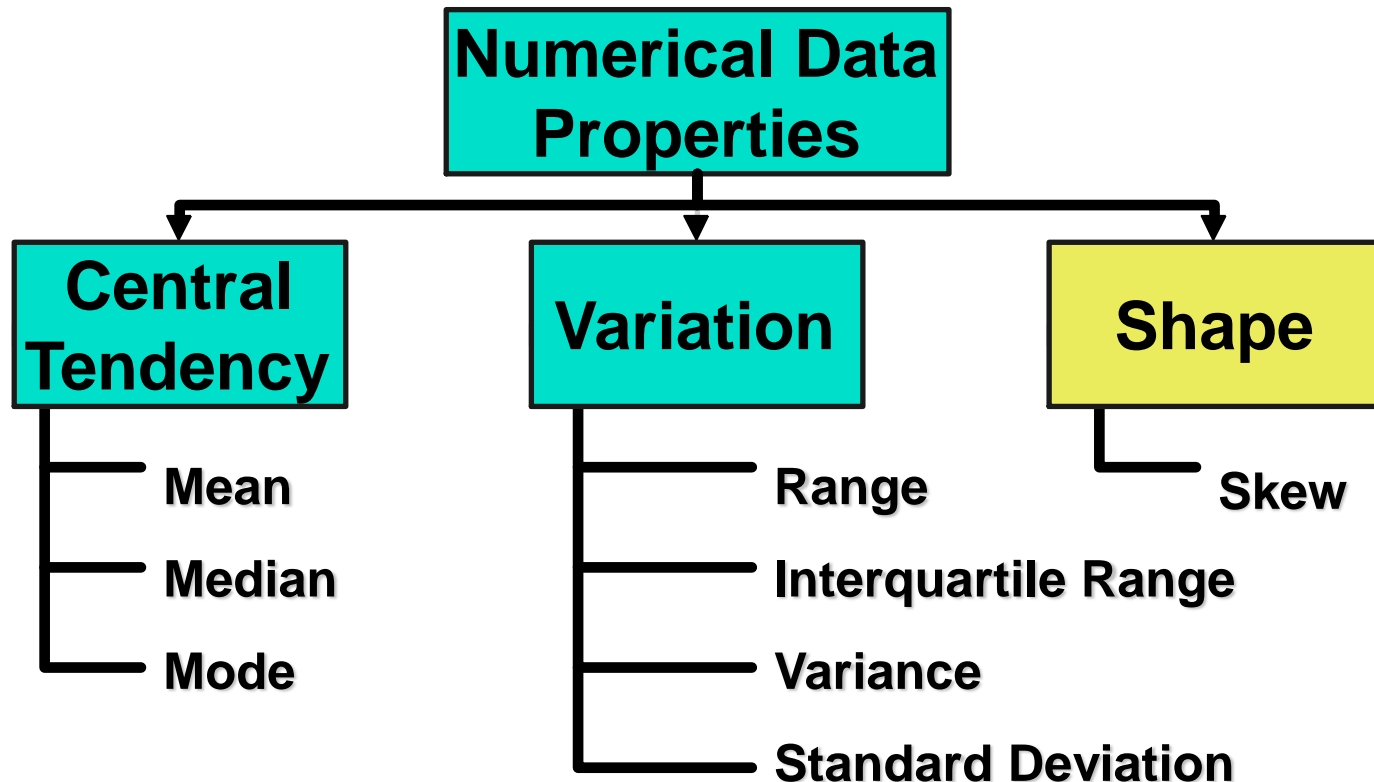 Numerical Data
Properties
Central
Tendency
Variation
Shape
Mean
Median
Mode
Range
Interquartile Range
Variance
Standard Deviation
Skew